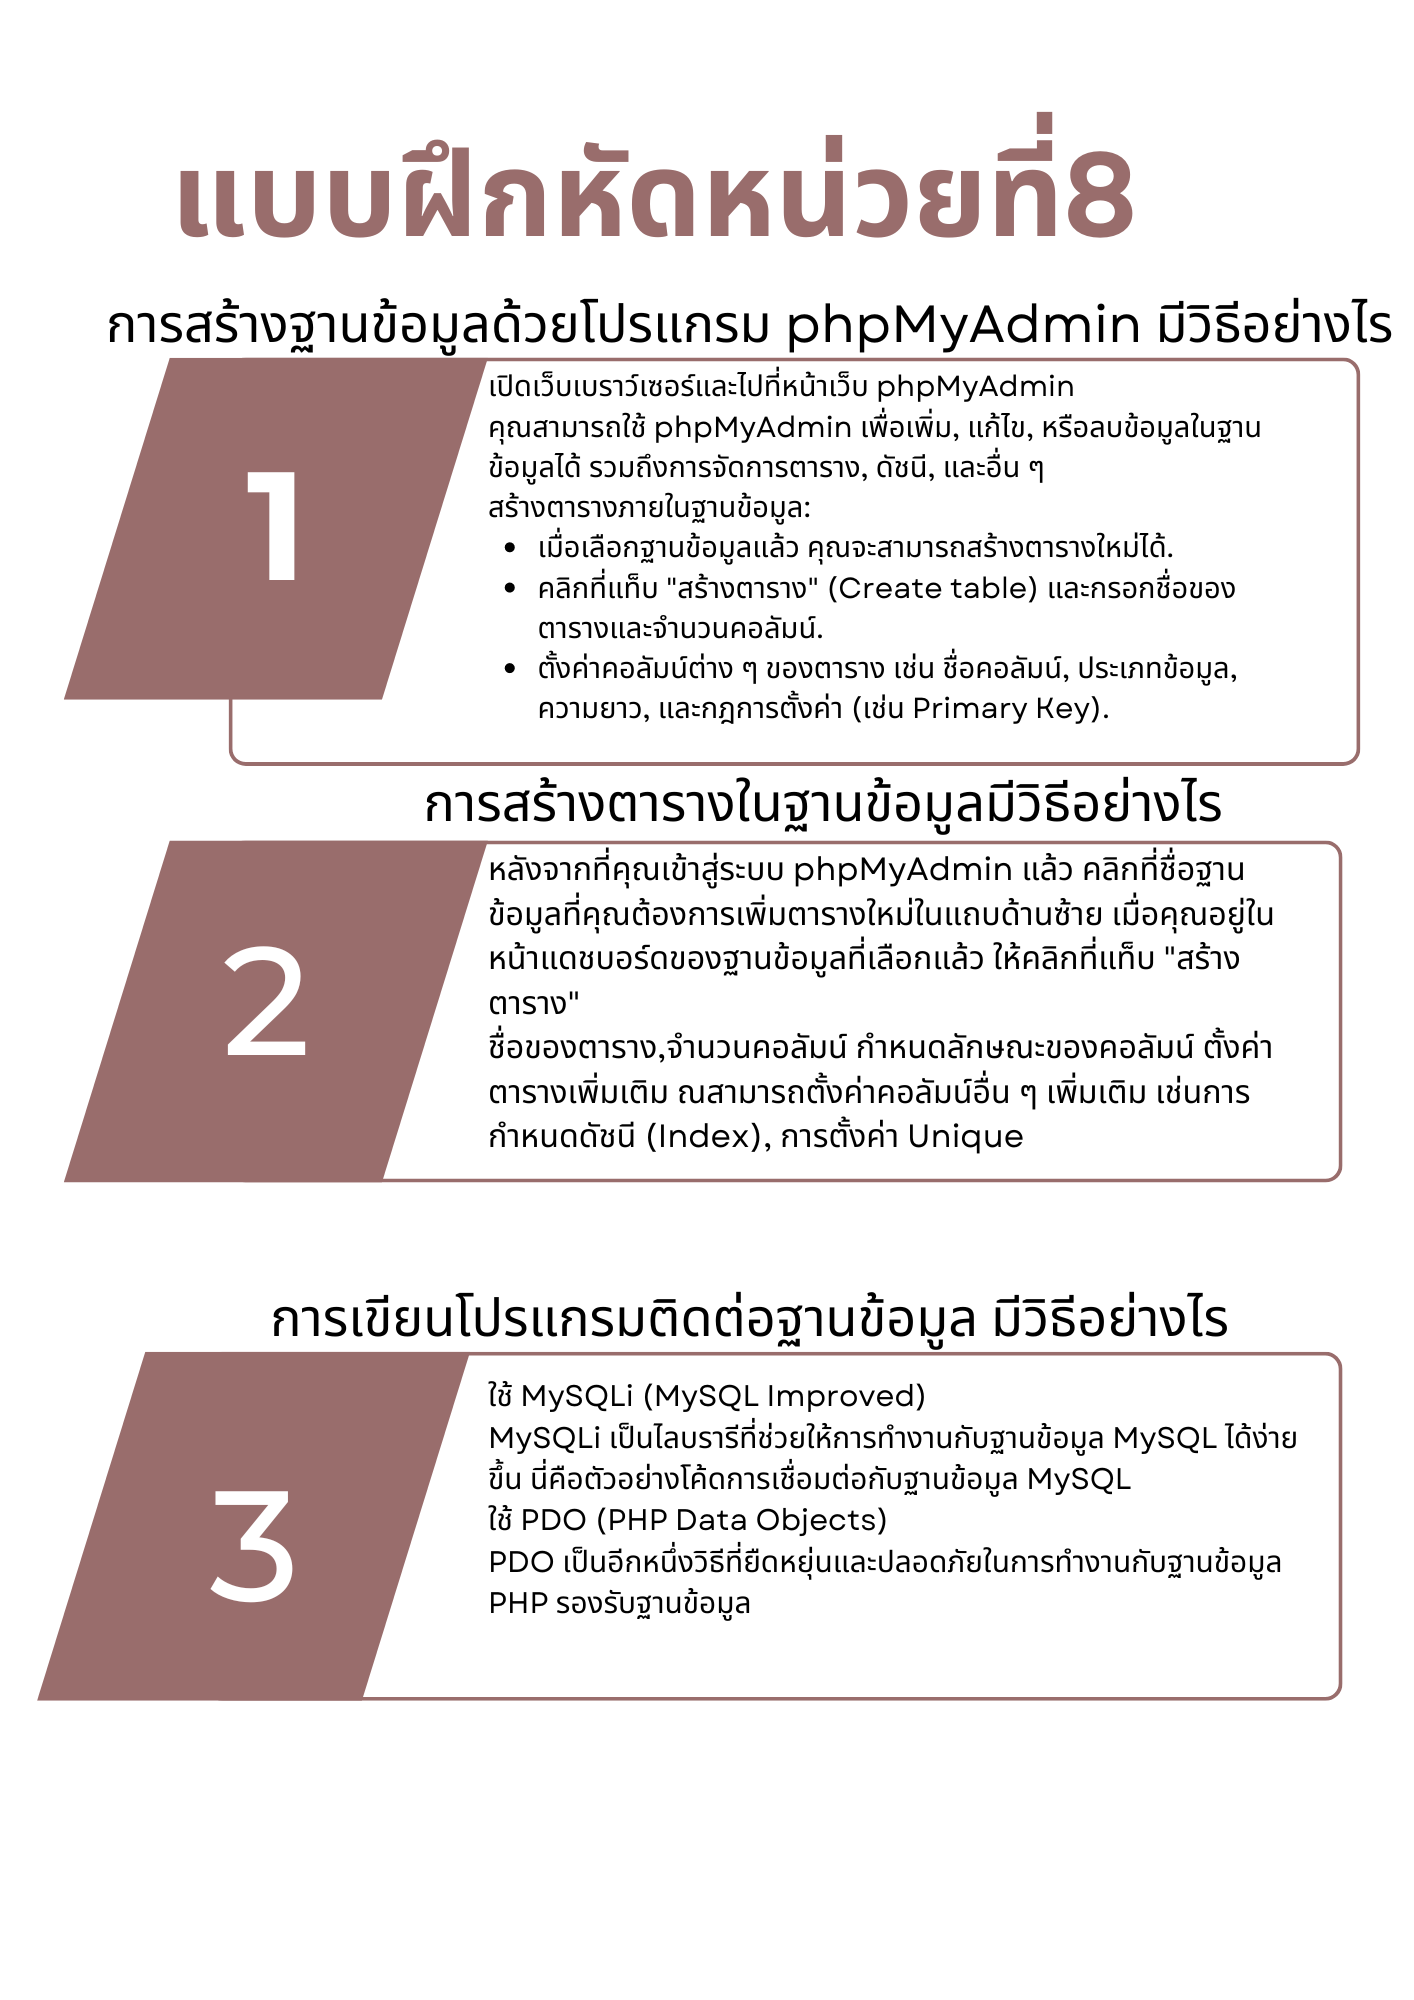 แบบฝึกหัดหน่วยที่8
การสร้างฐานข้อมูลด้วยโปรแกรม phpMyAdmin มีวิธีอย่างไร
1
เปิดเว็บเบราว์เซอร์และไปที่หน้าเว็บ phpMyAdmin
คุณสามารถใช้ phpMyAdmin เพื่อเพิ่ม, แก้ไข, หรือลบข้อมูลในฐาน
ข้อมูลได้ รวมถึงการจัดการตาราง, ดัชนี, และอื่น ๆ
สร้างตารางภายในฐานข้อมูล:
• เมื่อเลือกฐานข้อมูลแล้ว คุณจะสามารถสร้างตารางใหม่ได้.
• คลิกที่แท็บ "สร้างตาราง" (Create table) และกรอกชื่อของ
ตารางและจำนวนคอลัมน์.
• ตั้งค่าคอลัมน์ต่าง ๆ ของตาราง เช่น ชื่อคอลัมน์, ประเภทข้อมูล,
ความยาว, และกฎการตั้งค่า (เช่น Primary Key).
การสร้างตารางในฐานข้อมูลมีวิธีอย่างไร
2
หลังจากที่คุณเข้าสู่ระบบ phpMyAdmin แล้ว คลิกที่ชื่อฐาน
ข้อมูลที่คุณต้องการเพิ่มตารางใหม่ในแถบด้านซ้าย เมื่อคุณอยู่ใน
หน้าแดชบอร์ดของฐานข้อมูลที่เลือกแล้ว ให้คลิกที่แท็บ "สร้าง
ตาราง"
ชื่อของตาราง,จำนวนคอลัมน์ กำหนดลักษณะของคอลัมน์ ตั้งค่า
ตารางเพิ่มเติม ณสามารถตั้งค่าคอลัมน์อื่น ๆ เพิ่มเติม เช่นการ
กำหนดดัชนี (Index), การตั้งค่า Unique
การเขียนโปรแกรมติดต่อฐานข้อมูล มีวิธีอย่างไร
3
ใช้ MySQLi (MySQL Improved)
MySQLi เป็นไลบรารีที่ช่วยให้การทำงานกับฐานข้อมูล MySQL ได้ง่าย
ขึ้น นี่คือตัวอย่างโค้ดการเชื่อมต่อกับฐานข้อมูล MySQL
ใช้ PDO (PHP Data Objects)
PDO เป็นอีกหนึ่งวิธีที่ยืดหยุ่นและปลอดภัยในการทำงานกับฐานข้อมูล
PHP รองรับฐานข้อมูล